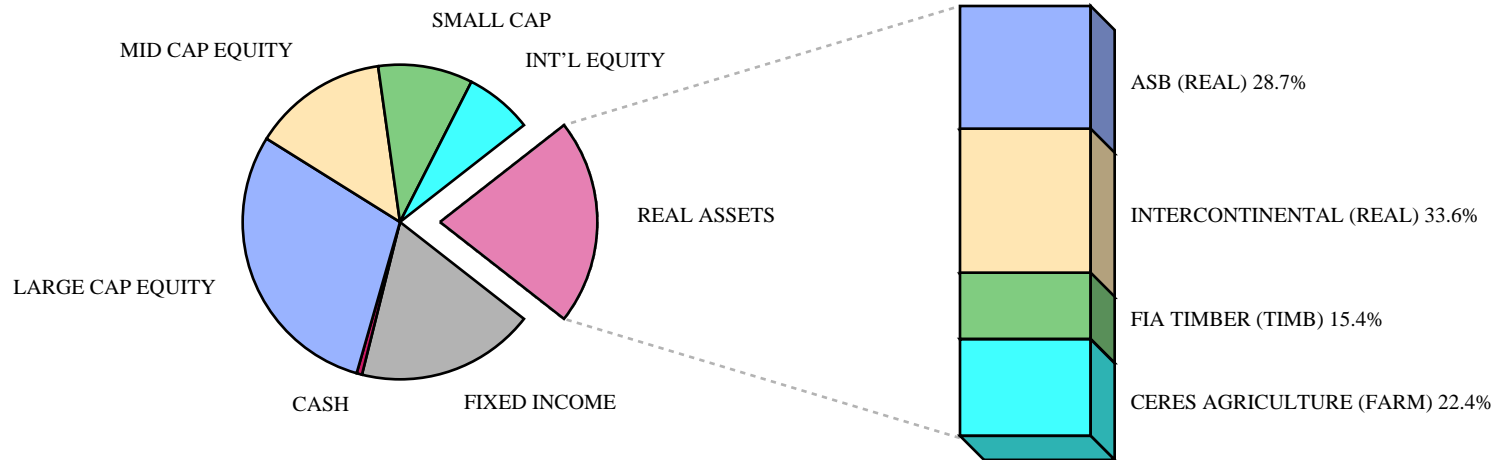 SMALL CAP
MID CAP EQUITY
INT'L EQUITY
REAL ASSETS
LARGE CAP EQUITY
CASH
FIXED INCOME
ASB (REAL) 28.7%
INTERCONTINENTAL (REAL) 33.6%
FIA TIMBER (TIMB) 15.4%
CERES AGRICULTURE (FARM) 22.4%